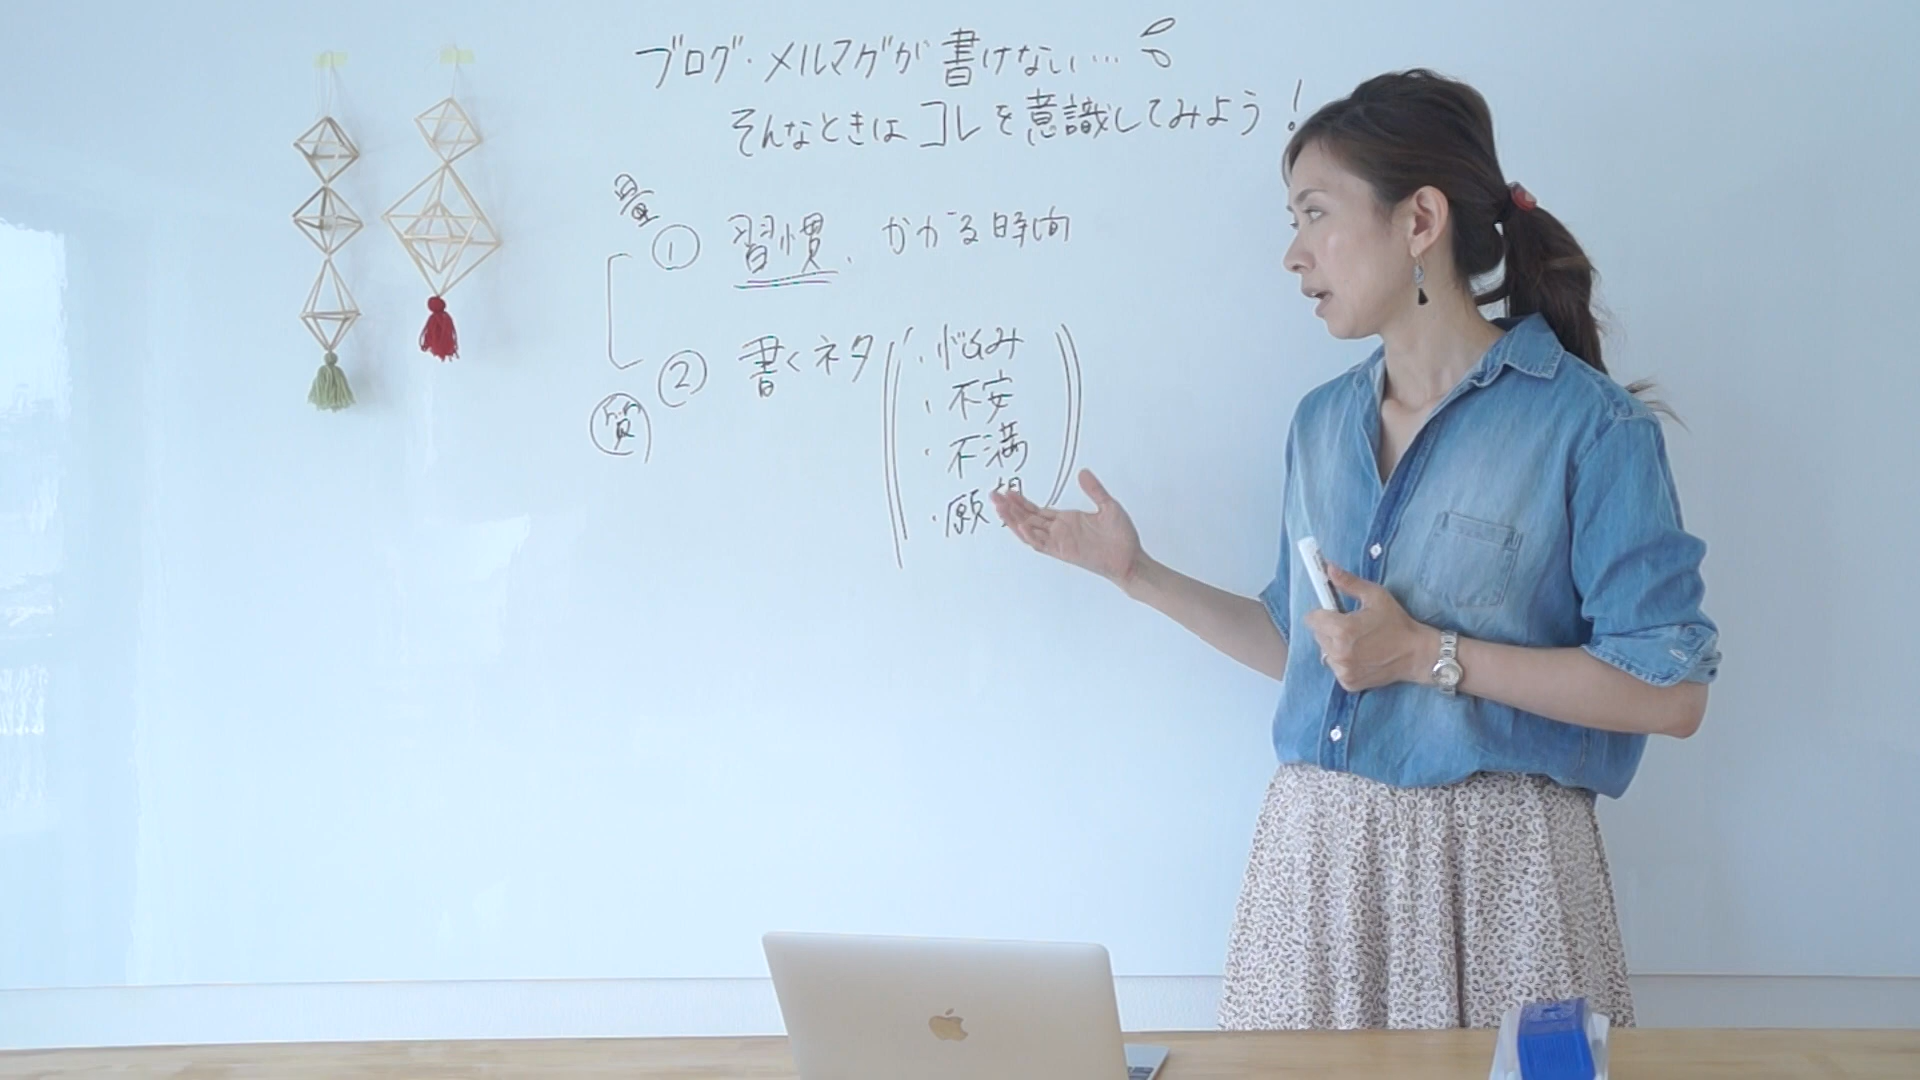 ブログ・メルマガが書けない…
そんなときはコレを意識してみよう!
量
① 習慣、かかる時間
② 書くネタ
・悩み
・不安
・不満
・願望
質